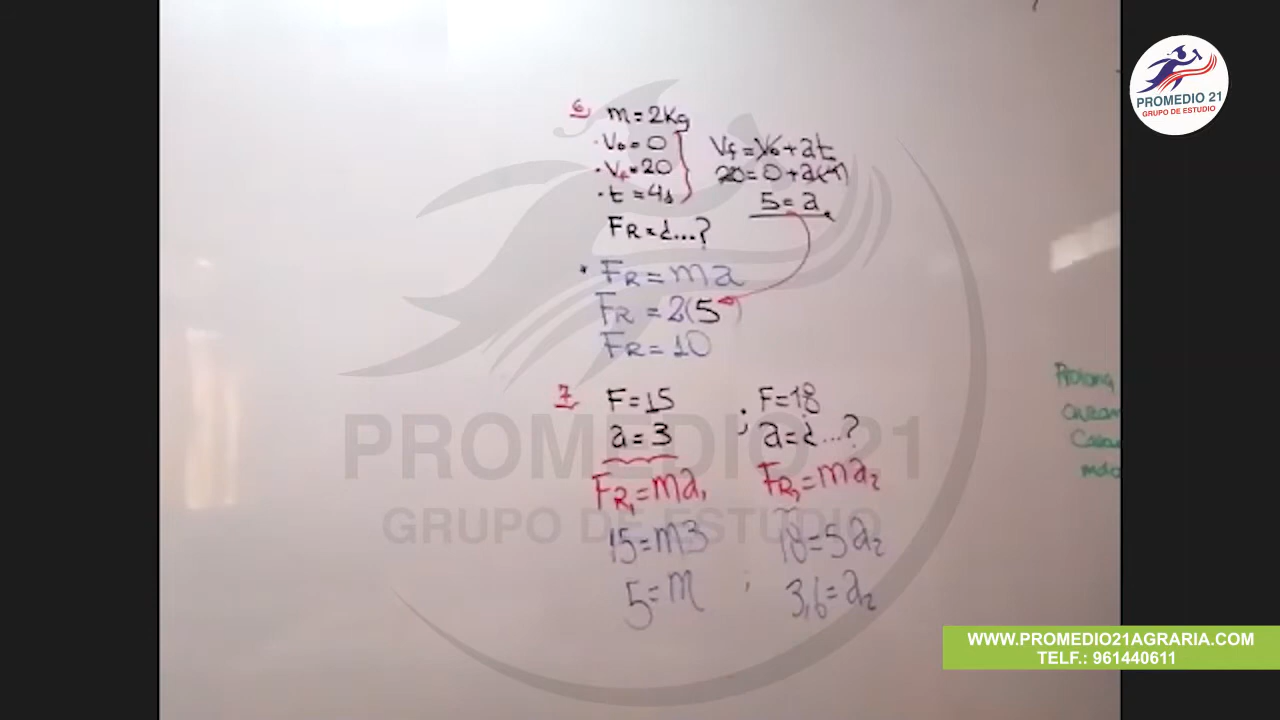 PROMEDIO 21
GRUPO DE ESTUDIO
6 m = 2Kg
· V₀ = 0
· Vf = 20
· t = 4s
FR = ¿...?
Vf = V₀ + at
20 = 0 + a(4)
5 = a
* FR = ma
FR = 2(5)
FR = 10
7 F = 15 ; F = 18
a = 3 a = ¿...?
FR₁ = ma₁ FR₂ = ma₂
15 = m3 18 = 5a₂
5 = m ; 3,6 = a₂
PROMEDIO 21
GRUPO DE ESTUDIO
WWW.PROMEDIO21AGRARIA.COM
TELF.: 961440611